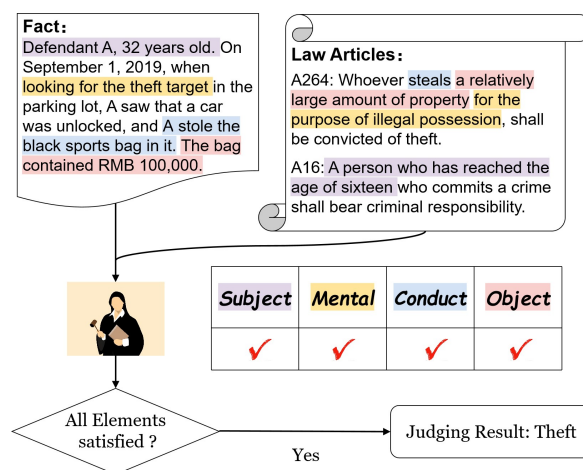 Fact:
Defendant A, 32 years old. On
September 1, 2019, when
looking for the theft target in the
parking lot, A saw that a car
was unlocked, and A stole the
black sports bag in it. The bag
contained RMB 100,000.
Law Articles:
A264: Whoever steals a relatively
large amount of property for the
purpose of illegal possession, shall
be convicted of theft.
A16: A person who has reached the
age of sixteen who commits a crime
shall bear criminal responsibility.
Subject Mental Conduct Object
All Elements
satisfied ?
Yes
Judging Result: Theft